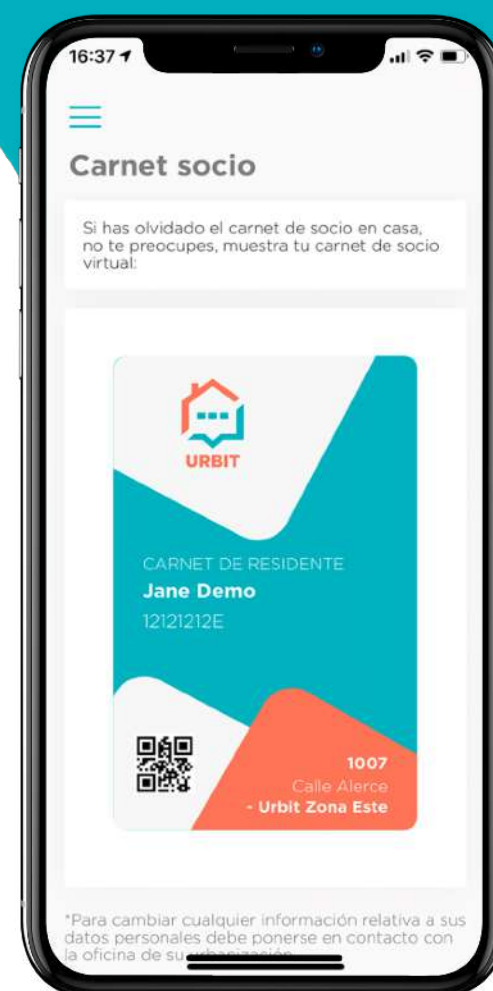 16:37
Carnet socio
Si has olvidado el carnet de socio en casa,
no te preocupes, muestra tu carnet de socio
virtual:
URBIT
CARNET DE RESIDENTE
Jane Demo
12121212E
1007
Calle Alerce
- Urbit Zona Este
*Para cambiar cualquier información relativa a sus
datos personales debe ponerse en contacto con
la oficina de su urbanización